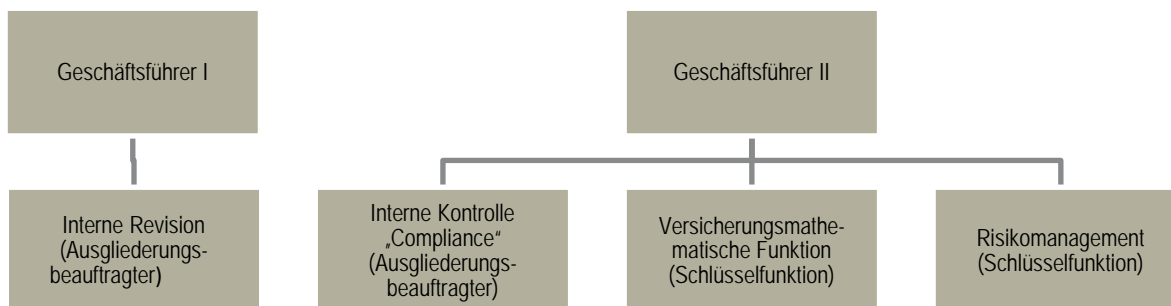 Geschäftsführer I
Geschäftsführer II
Interne Revision
(Ausgliederungs-
beauftragter)
Interne Kontrolle
„Compliance“
(Ausgliederungs-
beauftragter)
Versicherungsmathe-
matische Funktion
(Schlüsselfunktion)
Risikomanagement
(Schlüsselfunktion)